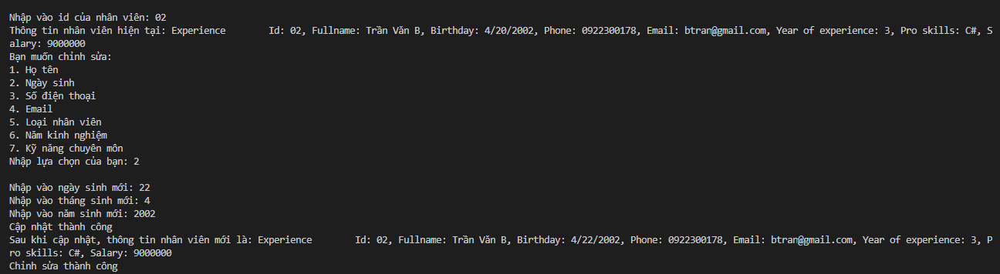 Nhập vào id của nhân viên: 02
Thông tin nhân viên hiện tại: Experience        Id: 02, Fullname: Trần Văn B, Birthday: 4/20/2002, Phone: 0922300178, Email: btran@gmail.com, Year of experience: 3, Pro skills: C#, S
alary: 9000000
Bạn muốn chỉnh sửa:
1. Họ tên
2. Ngày sinh
3. Số điện thoại
4. Email
5. Loại nhân viên
6. Năm kinh nghiệm
7. Kỹ năng chuyên môn
Nhập lựa chọn của bạn: 2
Nhập vào ngày sinh mới: 22
Nhập vào tháng sinh mới: 4
Nhập vào năm sinh mới: 2002
Cập nhật thành công
Sau khi cập nhật, thông tin nhân viên mới là: Experience        Id: 02, Fullname: Trần Văn B, Birthday: 4/22/2002, Phone: 0922300178, Email: btran@gmail.com, Year of experience: 3, P
ro skills: C#, Salary: 9000000
Chỉnh sửa thành công